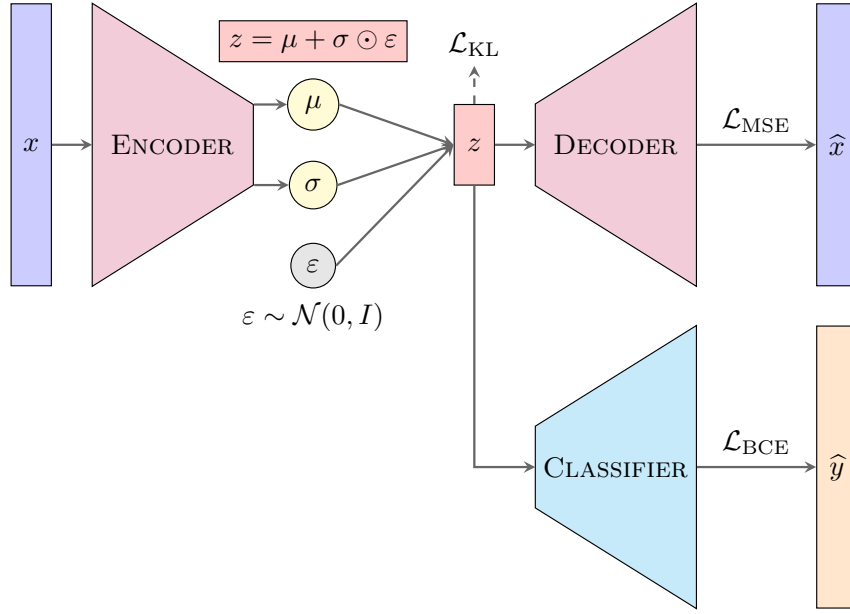 z = μ + σ ⊙ ε
x
ENCODER
μ
σ
ε
ε ∼ 𝒩(0, I)
ℒ_KL
z
DECODER
ℒ_MSE
x̂
CLASSIFIER
ℒ_BCE
ŷ